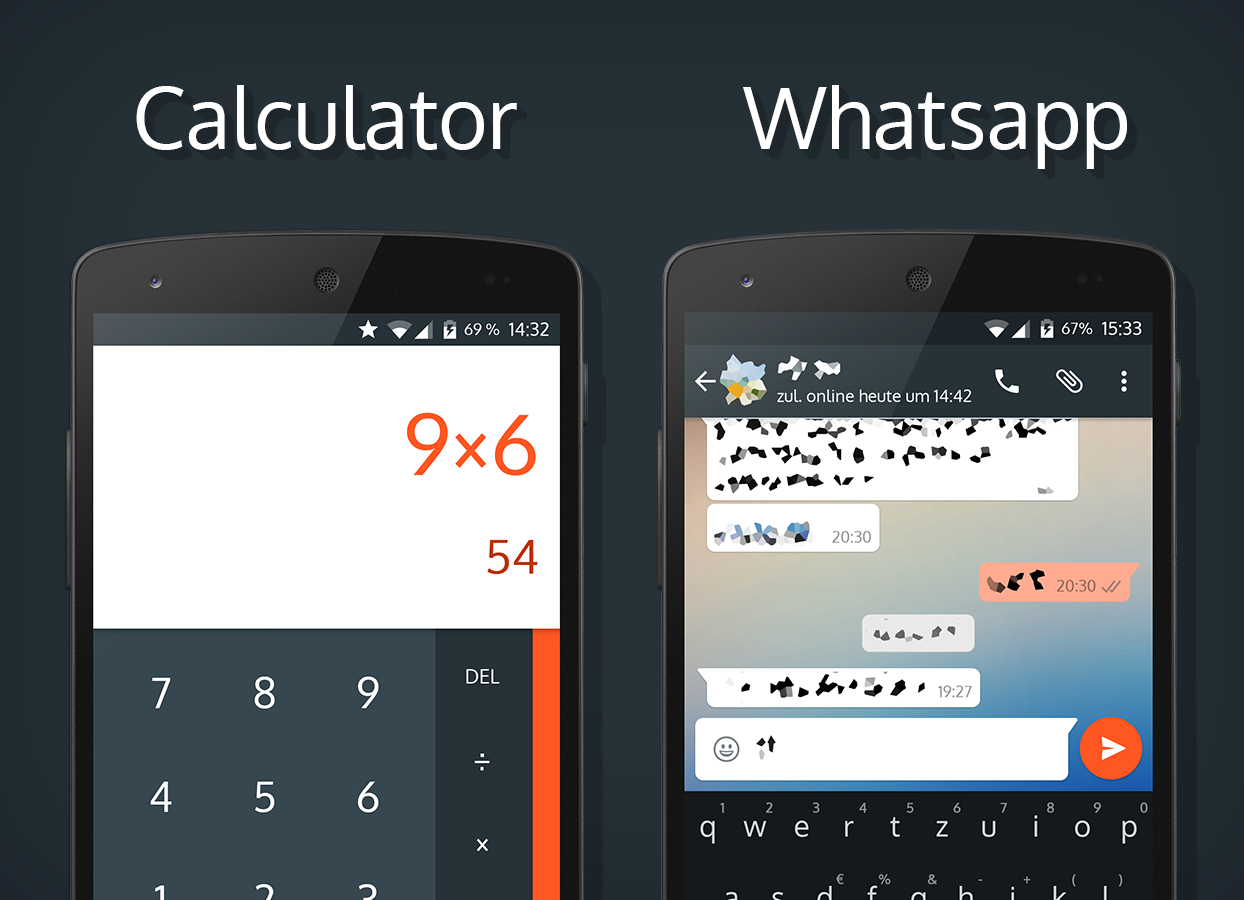 Calculator
Whatsapp
69 % 14:32
9×6
54
7 8 9 DEL
÷
4 5 6
×
1 2 3
67% 15:33
zul. online heute um 14:42
20:30
20:30
19:27
1 2 3 4 5 6 7 8 9 0
q w e r t z u i o p
€ % & - + ( )
a s d f g h j k l